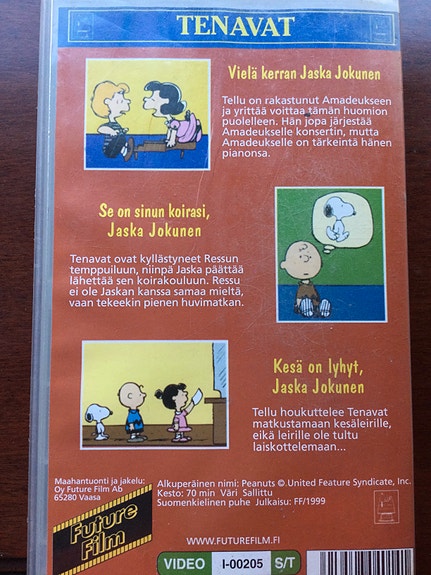 TENAVAT
Vielä kerran Jaska Jokunen
Tellu on rakastunut Amadeukseen
ja yrittää voittaa tämän huomion
puolelleen. Hän jopa järjestää
Amadeukselle konsertin, mutta
Amadeukselle on tärkeintä hänen
pianonsa.
Se on sinun koirasi,
Jaska Jokunen
Tenavat ovat kyllästyneet Ressun
temppuiluun, niinpä Jaska päättää
lähettää sen koirakouluun. Ressu
ei ole Jaskan kanssa samaa mieltä,
vaan tekeekin pienen huvimatkan.
Kesä on lyhyt,
Jaska Jokunen
Tellu houkuttelee Tenavat
matkustamaan kesäleirille,
eikä leirille ole tultu
laiskottelemaan...
Maahantuonti ja jakelu:
Oy Future Film Ab
65280 Vaasa
Alkuperäinen nimi: Peanuts © United Feature Syndicate, Inc.
Kesto: 70 min Väri Sallittu
Suomenkielinen puhe Julkaisu: FF/1999
Future
Film
WWW.FUTUREFILM.FI
VIDEO I-00205 S/T